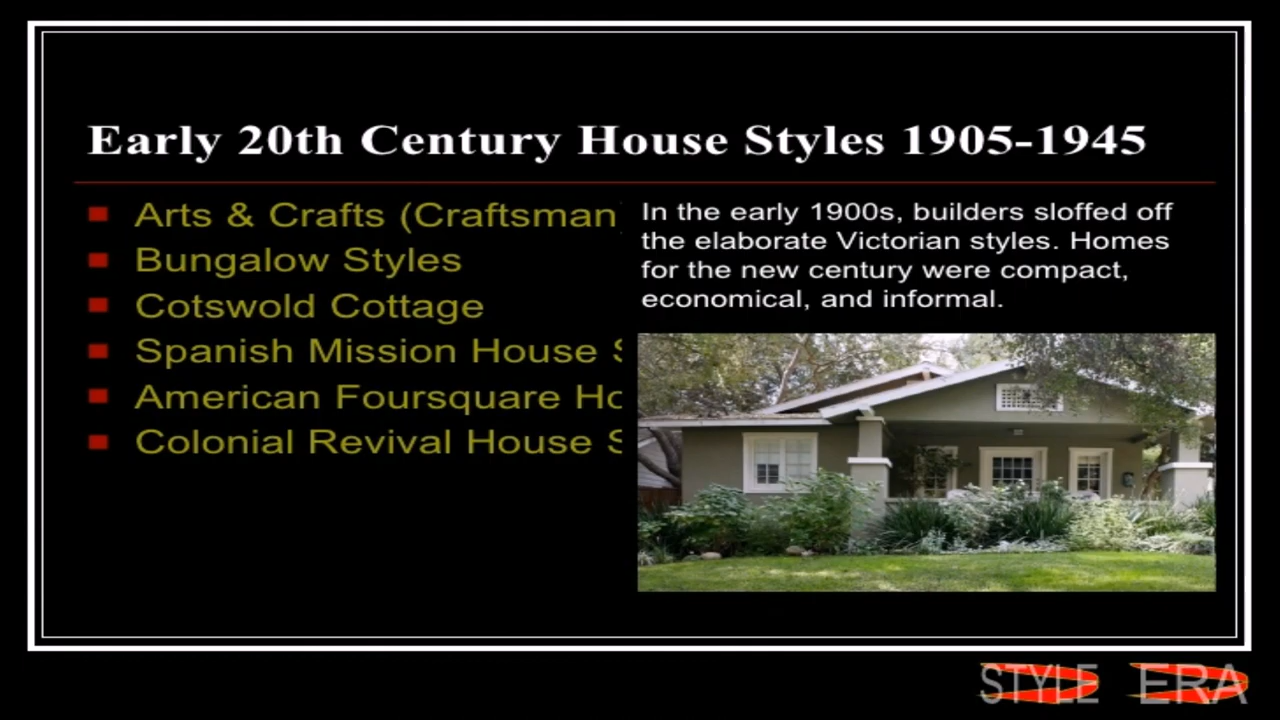 Early 20th Century House Styles 1905-1945
Arts & Crafts (Craftsman)
Bungalow Styles
Cotswold Cottage
Spanish Mission House S
American Foursquare Ho
Colonial Revival House S
In the early 1900s, builders sloffed off
the elaborate Victorian styles. Homes
for the new century were compact,
economical, and informal.
STYLE ERA